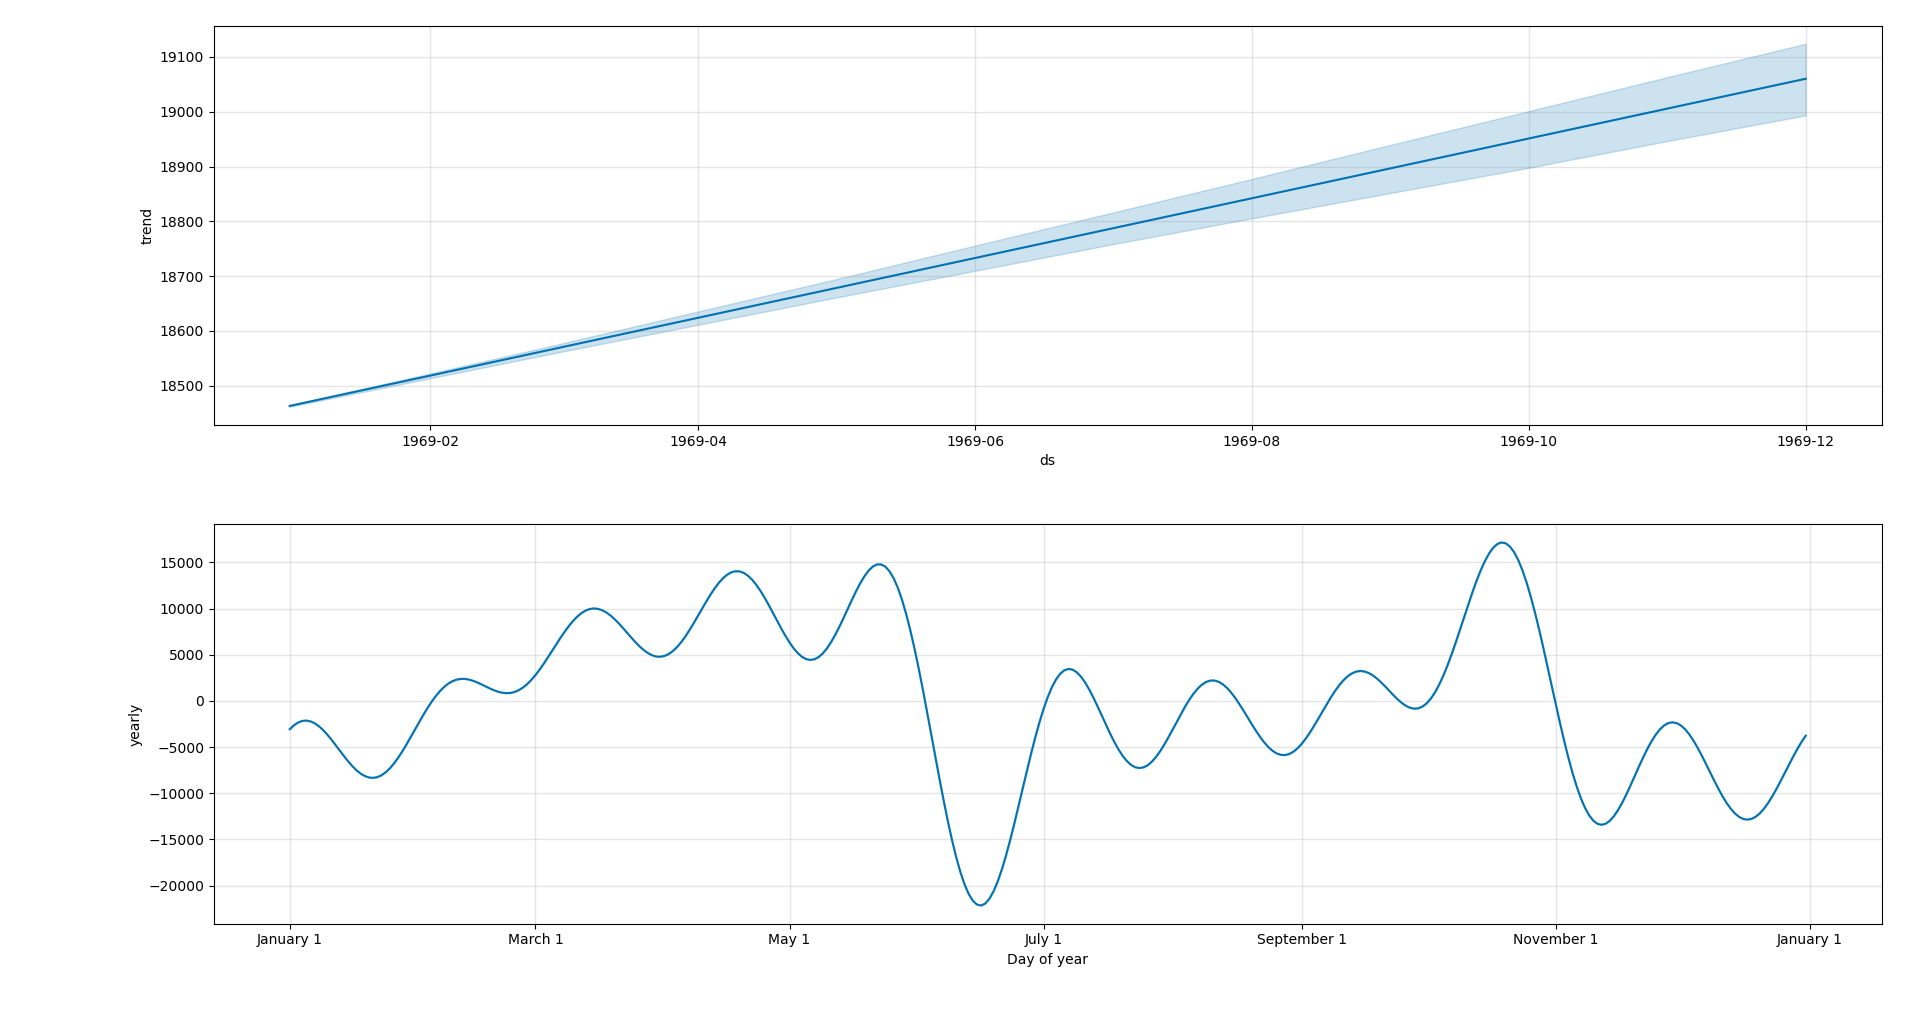 19100
19000
18900
18800
18700
18600
18500
trend
1969-02 1969-04 1969-06 1969-08 1969-10 1969-12
ds
15000
10000
5000
0
−5000
−10000
−15000
−20000
yearly
January 1 March 1 May 1 July 1 September 1 November 1 January 1
Day of year